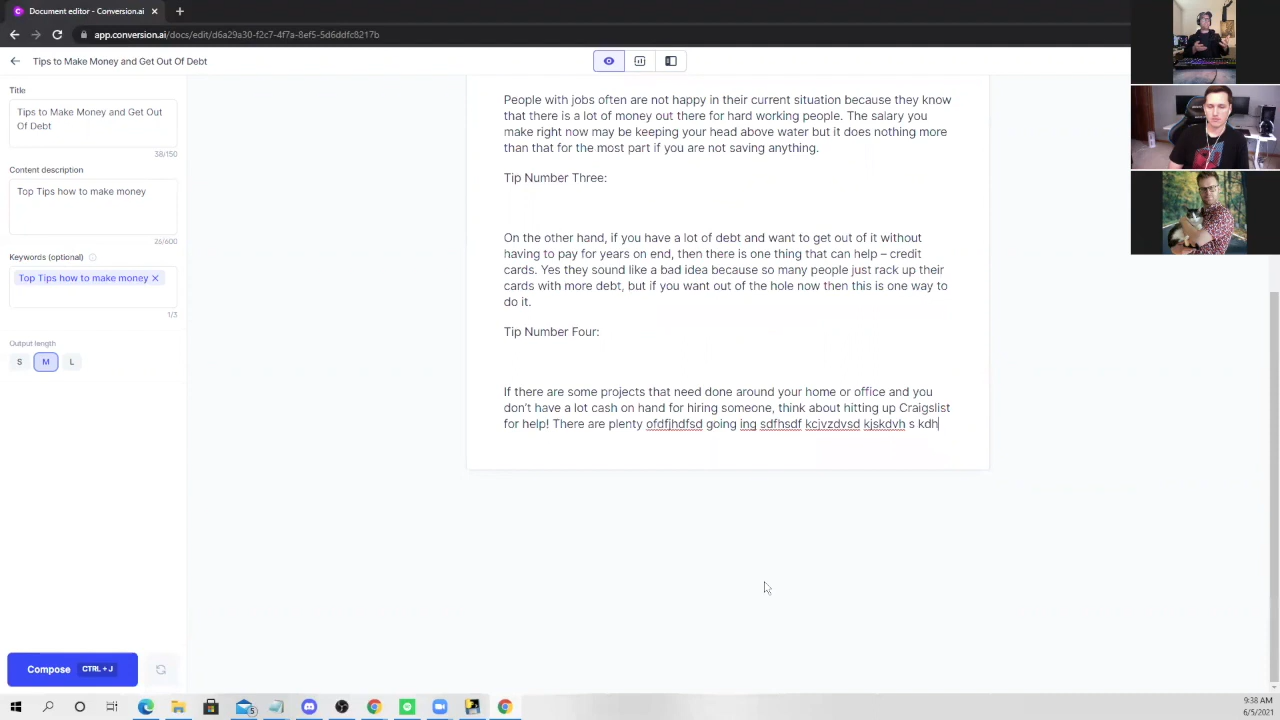 Document editor - Conversion.ai
app.conversion.ai/docs/edit/d6a29a30-f2c7-4f7a-8ef5-5d6ddfc8217b
Tips to Make Money and Get Out Of Debt
Title
Tips to Make Money and Get Out
Of Debt
38/150
Content description
Top Tips how to make money
26/600
Keywords (optional)
Top Tips how to make money
1/3
Output length
S M L
Compose CTRL + J
People with jobs often are not happy in their current situation because they know
that there is a lot of money out there for hard working people. The salary you
make right now may be keeping your head above water but it does nothing more
than that for the most part if you are not saving anything.
Tip Number Three:
On the other hand, if you have a lot of debt and want to get out of it without
having to pay for years on end, then there is one thing that can help – credit
cards. Yes they sound like a bad idea because so many people just rack up their
cards with more debt, but if you want out of the hole now then this is one way to
do it.
Tip Number Four:
If there are some projects that need done around your home or office and you
don’t have a lot cash on hand for hiring someone, think about hitting up Craigslist
for help! There are plenty ofdfjhdfsd going ing sdfhsdf kcivzdvsd kjskdvh s kdh
5
9:38 AM
6/5/2021